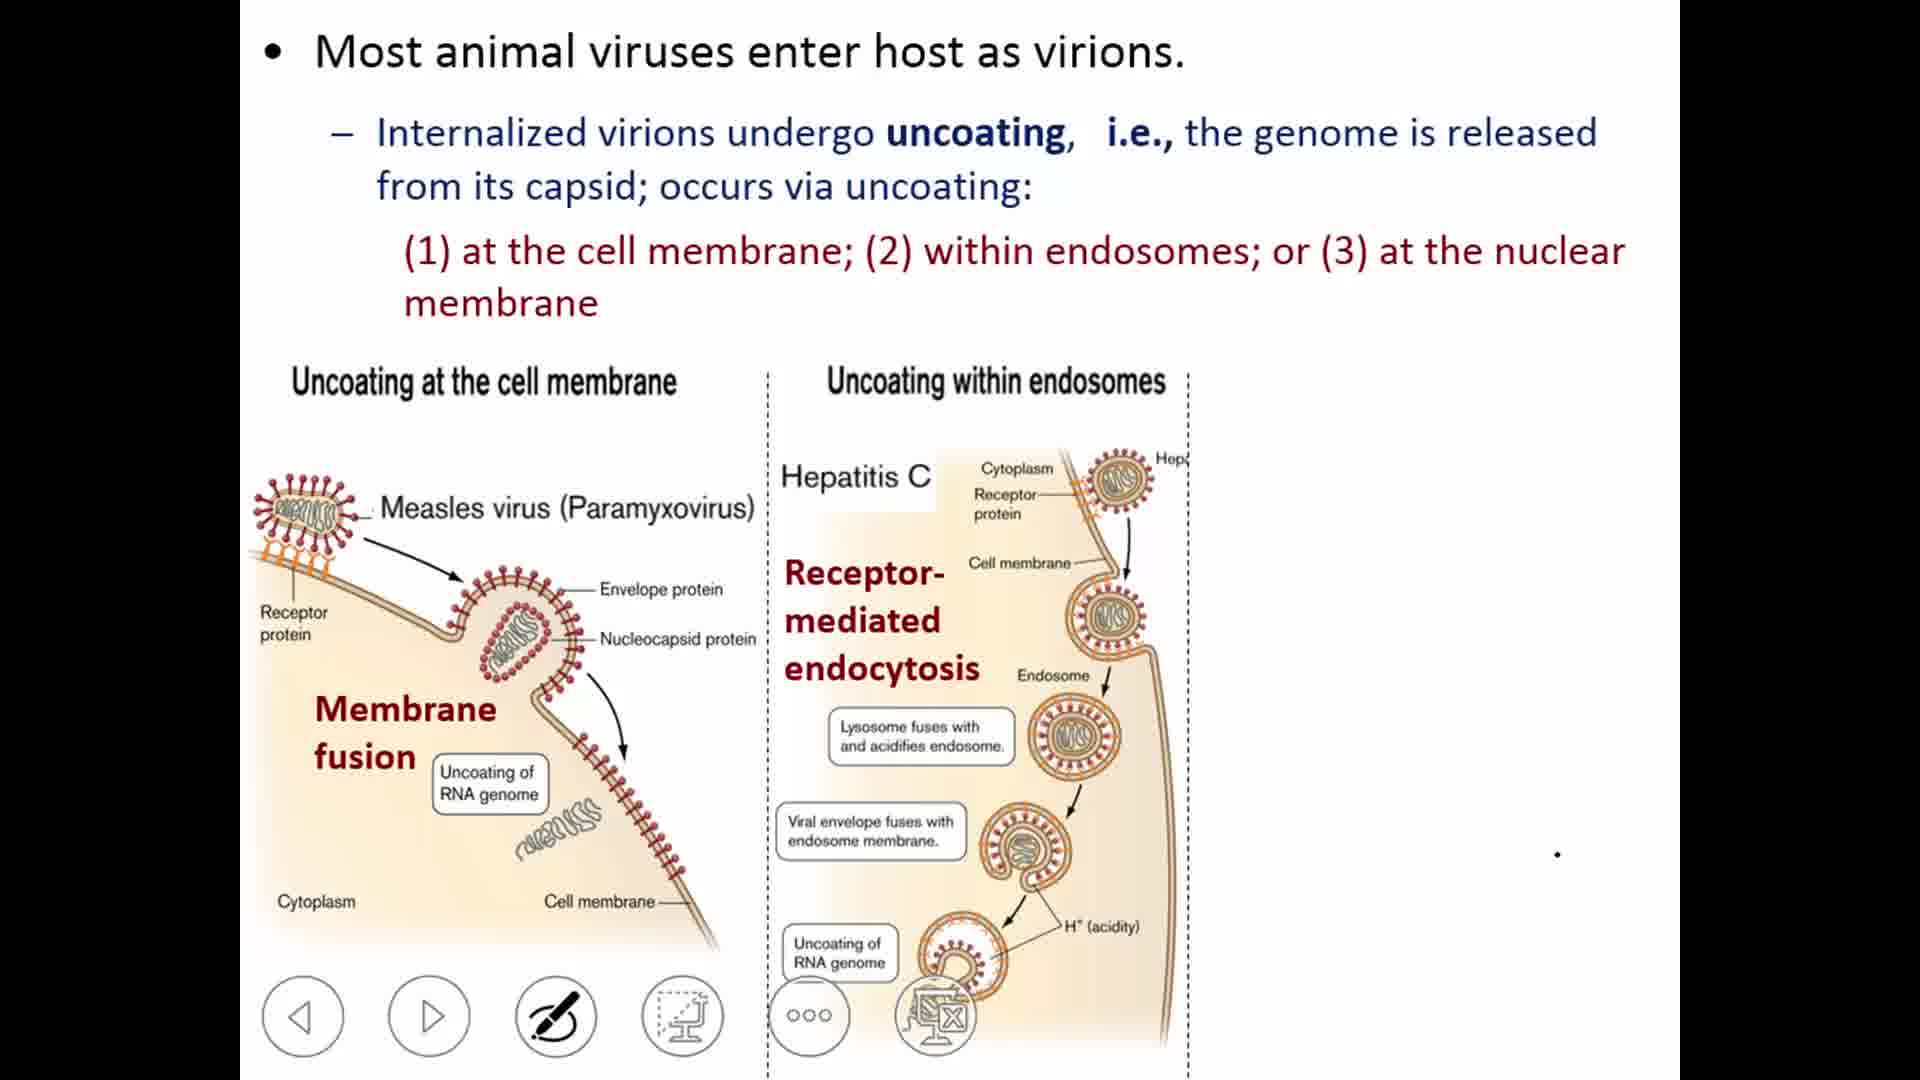 • Most animal viruses enter host as virions.
– Internalized virions undergo uncoating, i.e., the genome is released
from its capsid; occurs via uncoating:
(1) at the cell membrane; (2) within endosomes; or (3) at the nuclear
membrane
Uncoating at the cell membrane
Measles virus (Paramyxovirus)
Receptor
protein
Envelope protein
Nucleocapsid protein
Membrane
fusion
Uncoating of
RNA genome
Cytoplasm
Cell membrane
Uncoating within endosomes
Hepatitis C
Cytoplasm
Hep
Receptor
protein
Cell membrane
Receptor-
mediated
endocytosis
Endosome
Lysosome fuses with
and acidifies endosome.
Viral envelope fuses with
endosome membrane.
H⁺ (acidity)
Uncoating of
RNA genome